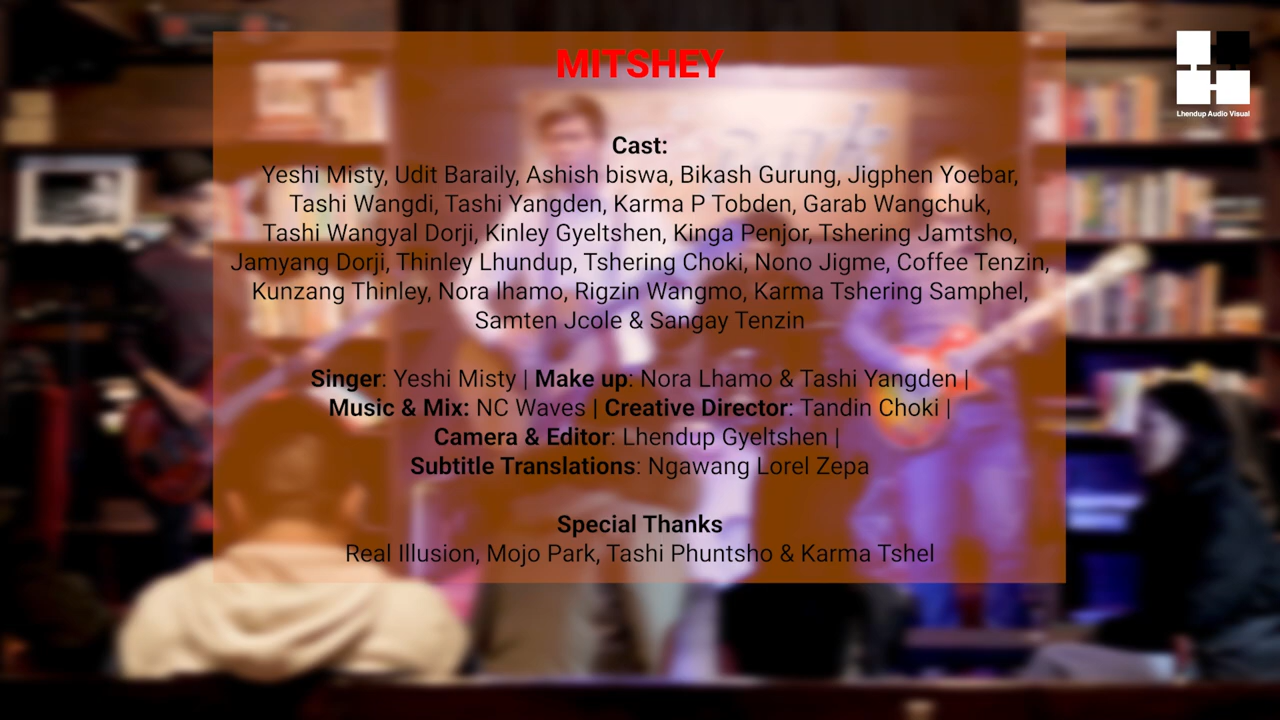 MITSHEY
Lhendup Audio Visual
Cast:
Yeshi Misty, Udit Baraily, Ashish biswa, Bikash Gurung, Jigphen Yoebar,
Tashi Wangdi, Tashi Yangden, Karma P Tobden, Garab Wangchuk,
Tashi Wangyal Dorji, Kinley Gyeltshen, Kinga Penjor, Tshering Jamtsho,
Jamyang Dorji, Thinley Lhundup, Tshering Choki, Nono Jigme, Coffee Tenzin,
Kunzang Thinley, Nora lhamo, Rigzin Wangmo, Karma Tshering Samphel,
Samten Jcole & Sangay Tenzin
Singer: Yeshi Misty | Make up: Nora Lhamo & Tashi Yangden |
Music & Mix: NC Waves | Creative Director: Tandin Choki |
Camera & Editor: Lhendup Gyeltshen |
Subtitle Translations: Ngawang Lorel Zepa
Special Thanks
Real Illusion, Mojo Park, Tashi Phuntsho & Karma Tshel